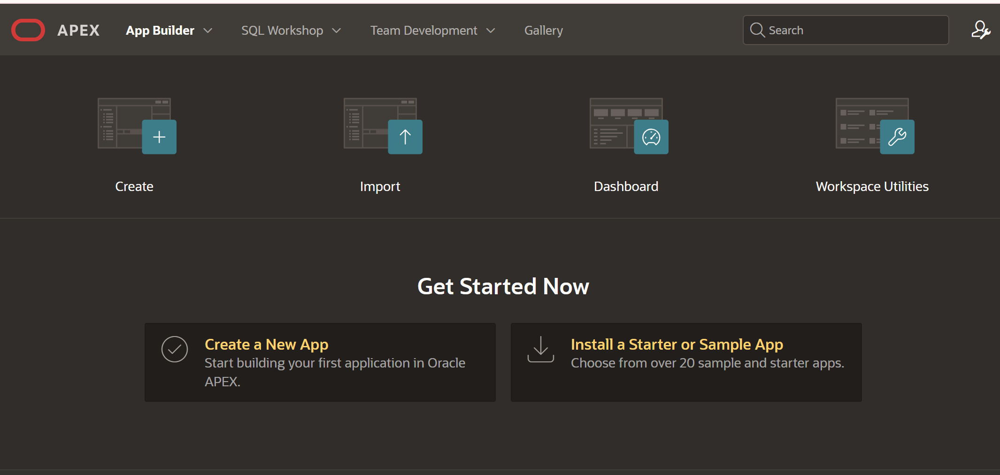 APEX App Builder SQL Workshop Team Development Gallery Search
Create Import Dashboard Workspace Utilities
Get Started Now
Create a New App
Start building your first application in Oracle
APEX.
Install a Starter or Sample App
Choose from over 20 sample and starter apps.